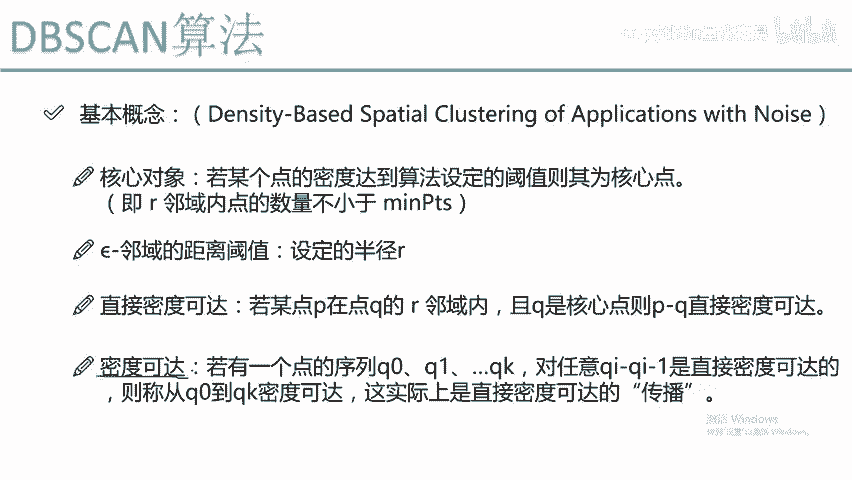 DBSCAN算法
基本概念：（Density-Based Spatial Clustering of Applications with Noise）
核心对象：若某个点的密度达到算法设定的阈值则其为核心点。
（即 r 邻域内点的数量不小于 minPts）
ϵ-邻域的距离阈值：设定的半径r
直接密度可达：若某点p在点q的 r 邻域内，且q是核心点则p-q直接密度可达。
密度可达：若有一个点的序列q0、q1、…qk，对任意qi-qi-1是直接密度可达的
，则称从q0到qk密度可达，这实际上是直接密度可达的“传播”。
激活 Windows